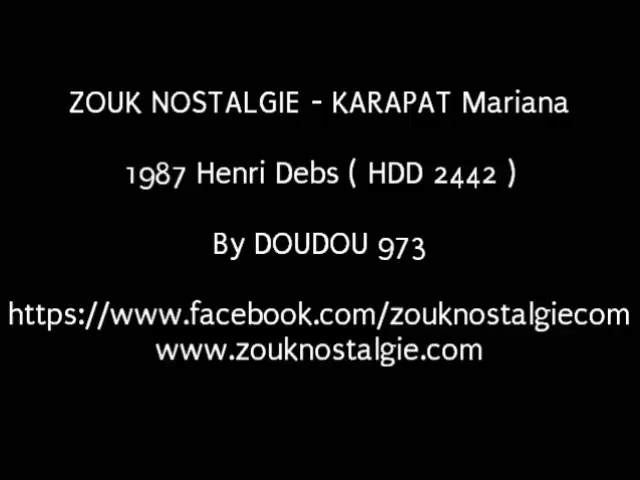 ZOUK NOSTALGIE - KARAPAT Mariana
1987 Henri Debs ( HDD 2442 )
By DOUDOU 973
https://www.facebook.com/zouknostalgiecom
www.zouknostalgie.com